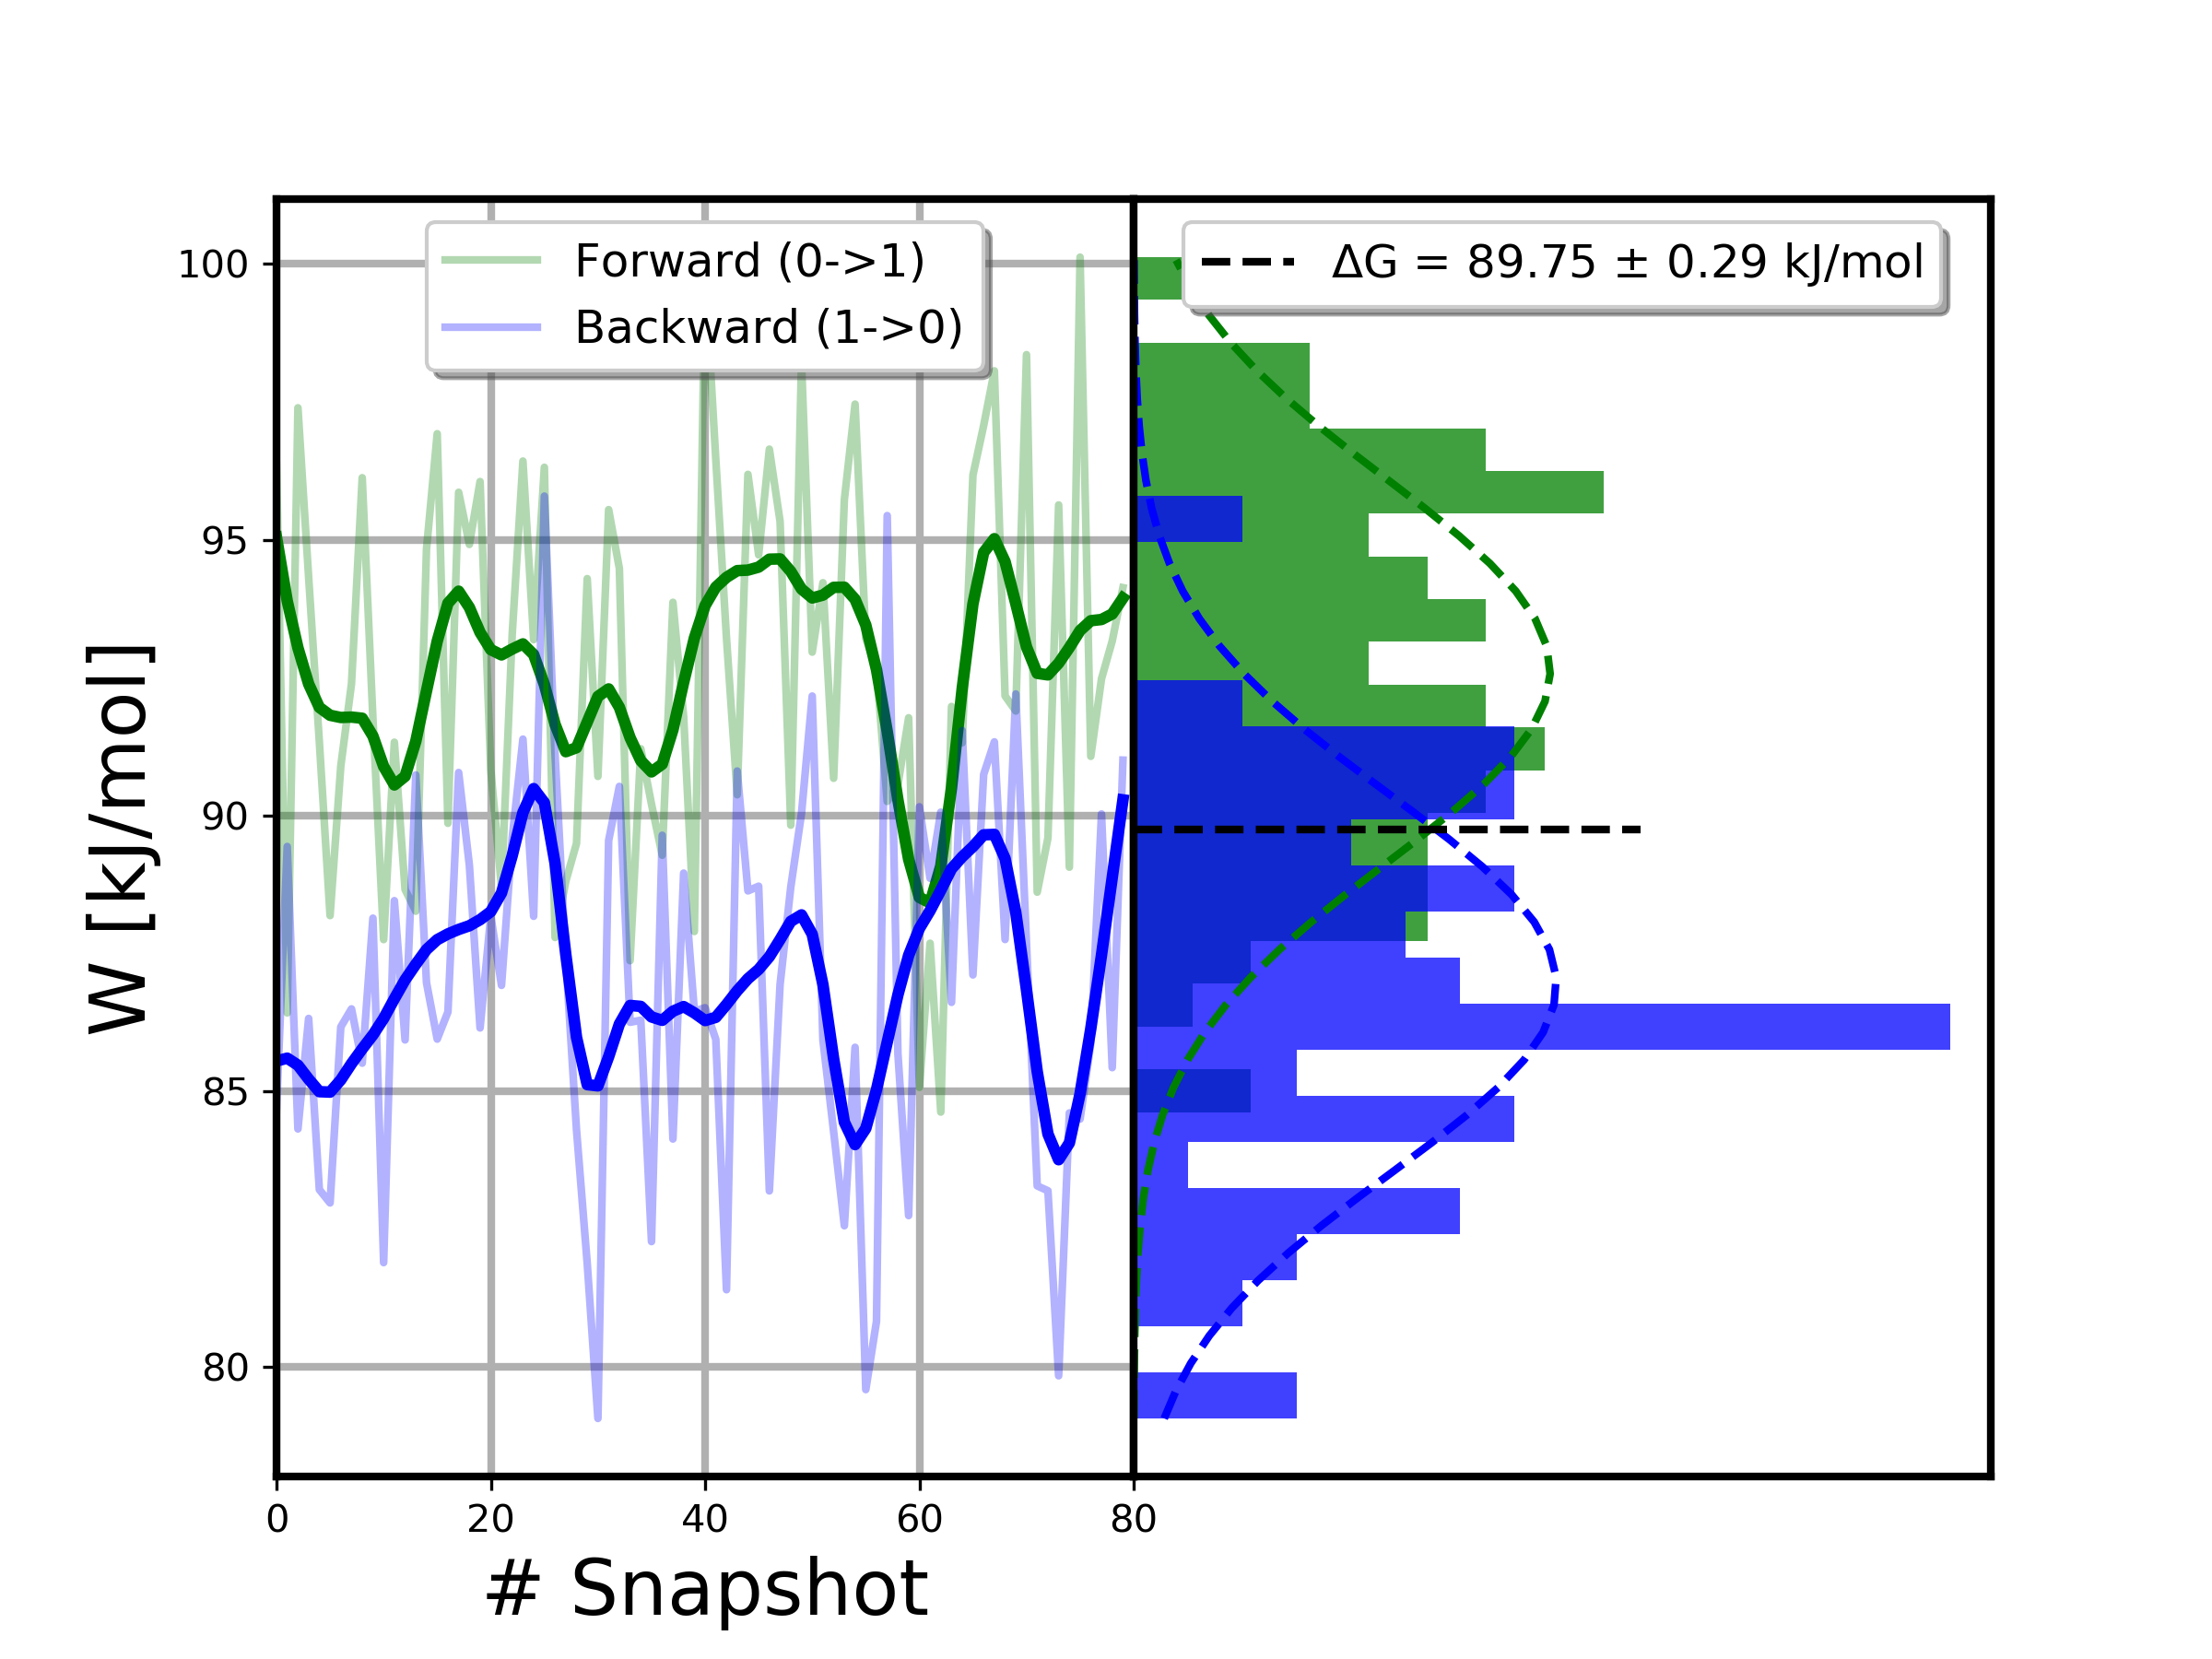 Forward (0->1)
Backward (1->0)
ΔG = 89.75 ± 0.29 kJ/mol
W [kJ/mol]
100
95
90
85
80
0 20 40 60 80
# Snapshot